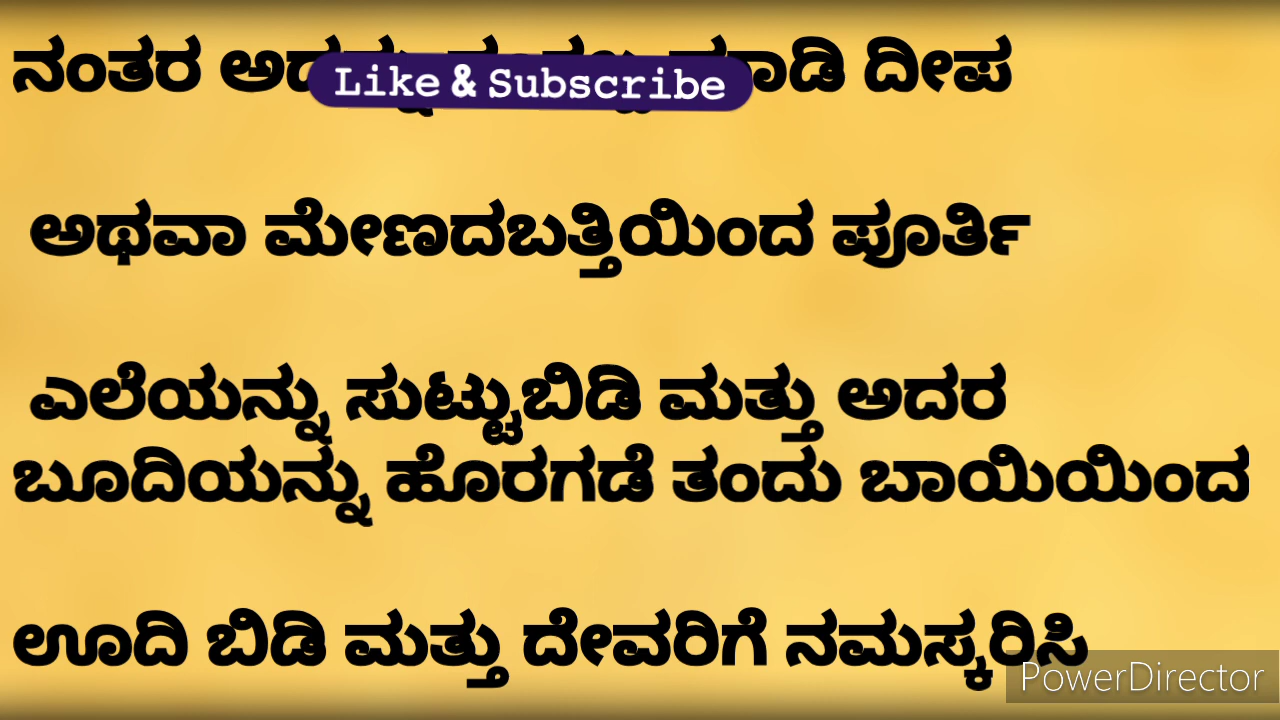 ನಂತರ ಮಾಡಿ ದೀಪ
Like & Subscribe
ಅಥವಾ ಮೇಣದಬತ್ತಿಯಿಂದ ಪೂರ್ತಿ
ಎಲೆಯನ್ನು ಸುಟ್ಟುಬಿಡಿ ಮತ್ತು ಅದರ
ಬೂದಿಯನ್ನು ಹೊರಗಡೆ ತಂದು ಬಾಯಿಯಿಂದ
ಊದಿ ಬಿಡಿ ಮತ್ತು ದೇವರಿಗೆ ನಮಸ್ಕರಿಸಿ
PowerDirector